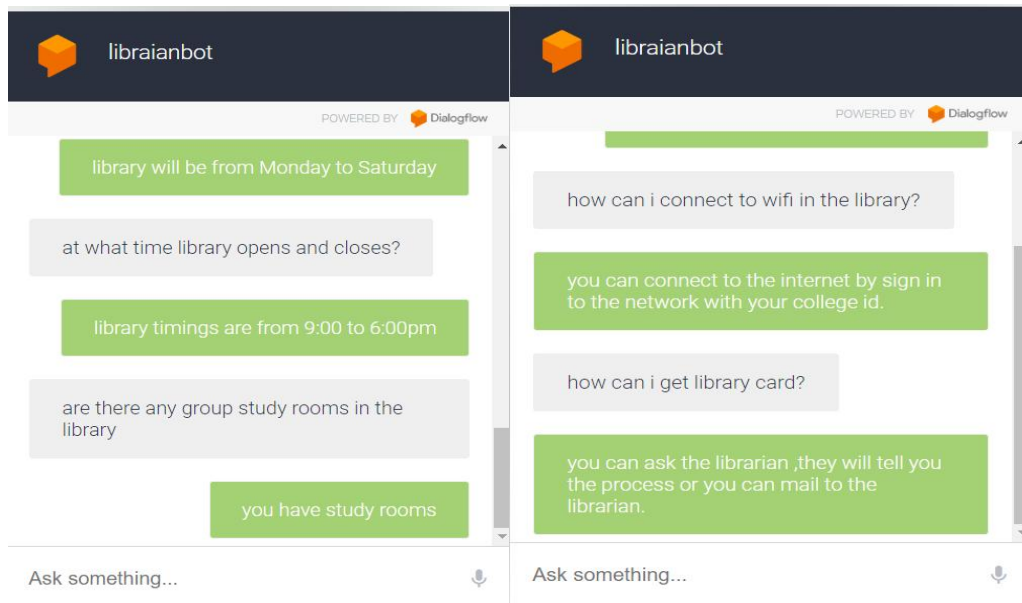 libraianbot
POWERED BY Dialogflow
library will be from Monday to Saturday
at what time library opens and closes?
library timings are from 9:00 to 6:00pm
are there any group study rooms in the
library
you have study rooms
Ask something...
libraianbot
POWERED BY Dialogflow
how can i connect to wifi in the library?
you can connect to the internet by sign in
to the network with your college id.
how can i get library card?
you can ask the librarian ,they will tell you
the process or you can mail to the
librarian.
Ask something...